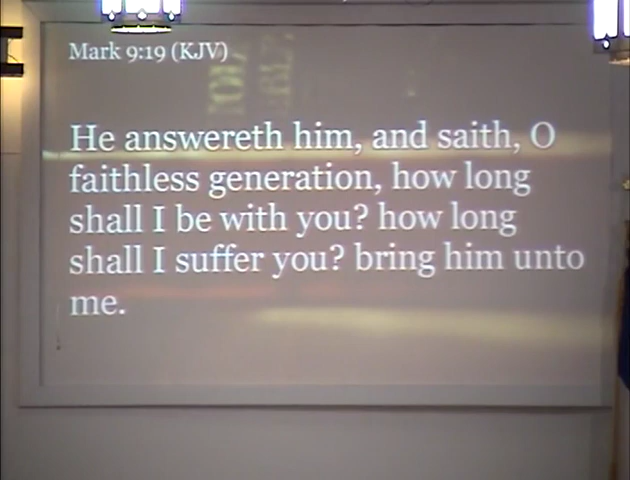 Mark 9:19 (KJV)
He answereth him, and saith, O
faithless generation, how long
shall I be with you? how long
shall I suffer you? bring him unto
me.